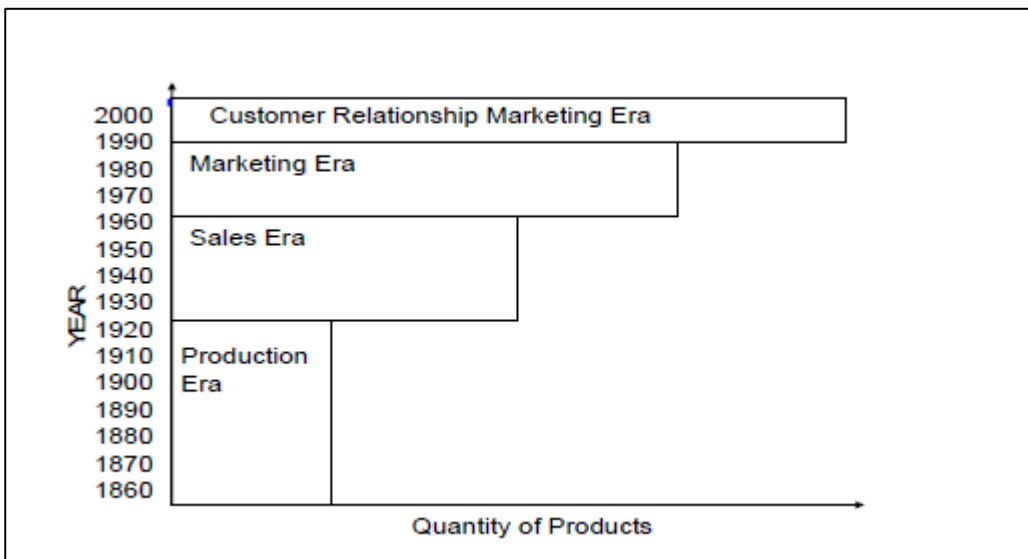 2000
Customer Relationship Marketing Era
1990
Marketing Era
1980
1970
1960
Sales Era
1950
1940
1930
1920
1910
Production
Era
1900
1890
1880
1870
1860
YEAR
Quantity of Products